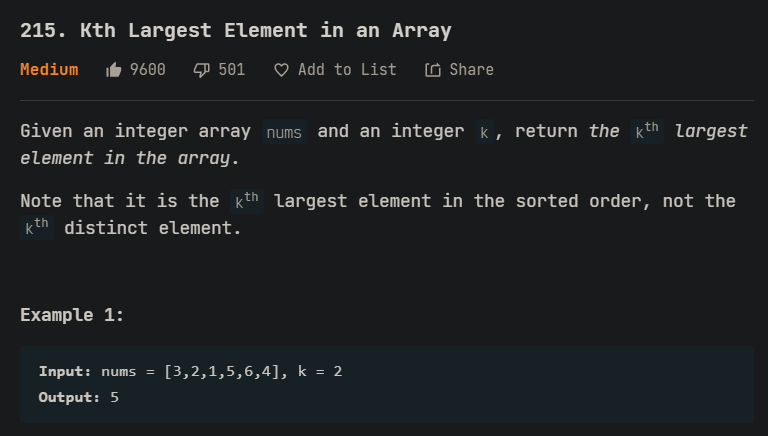 215. Kth Largest Element in an Array
Medium 9600 501 Add to List Share
Given an integer array nums and an integer k, return the kth largest
element in the array.
Note that it is the kth largest element in the sorted order, not the
kth distinct element.
Example 1:
Input: nums = [3,2,1,5,6,4], k = 2
Output: 5